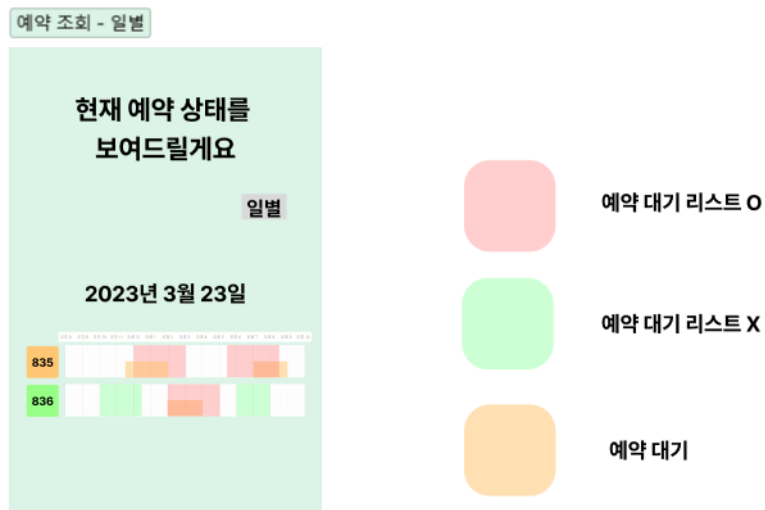 예약 조회 - 일별
현재 예약 상태를
보여드릴게요
일별
2023년 3월 23일
835
836
예약 대기 리스트 O
예약 대기 리스트 X
예약 대기